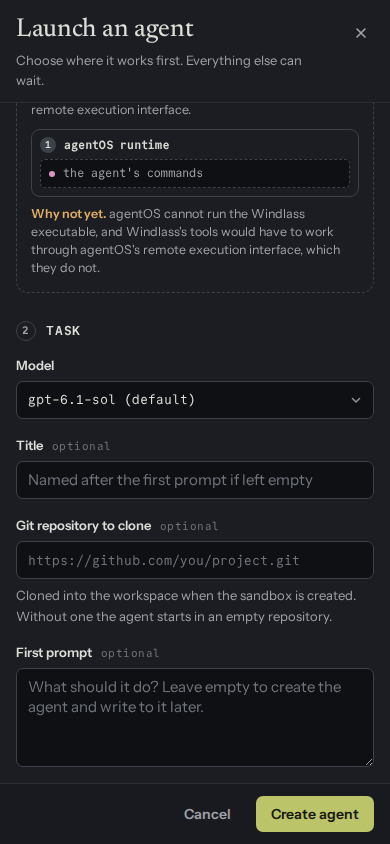 Launch an agent
Choose where it works first. Everything else can
wait.
remote execution interface.
1 agentOS runtime
the agent's commands
Why not yet. agentOS cannot run the Windlass
executable, and Windlass's tools would have to work
through agentOS's remote execution interface, which
they do not.
2 TASK
Model
gpt-6.1-sol (default)
Title optional
Named after the first prompt if left empty
Git repository to clone optional
https://github.com/you/project.git
Cloned into the workspace when the sandbox is created.
Without one the agent starts in an empty repository.
First prompt optional
What should it do? Leave empty to create the
agent and write to it later.
Cancel Create agent